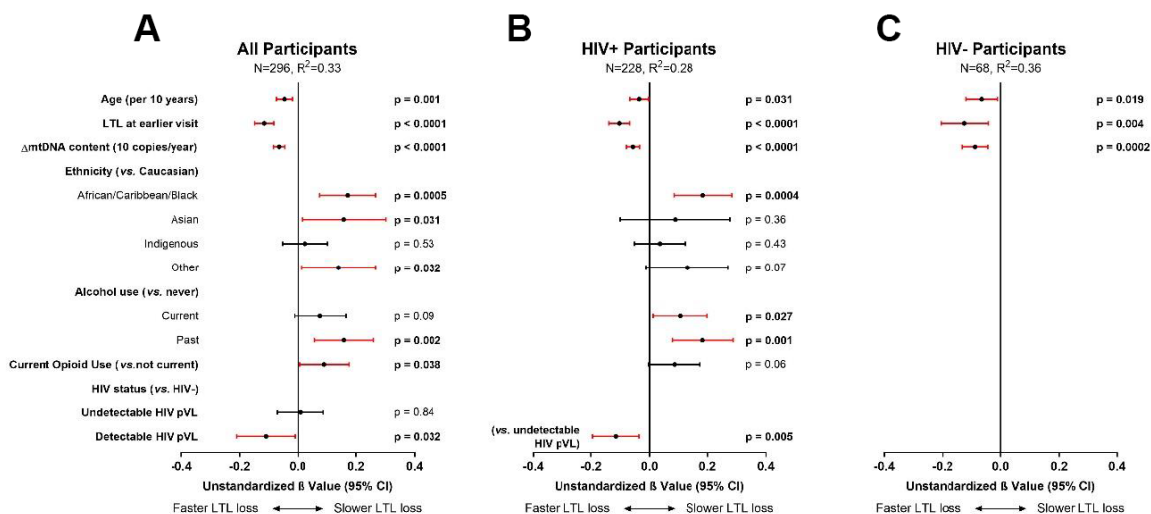 A
All Participants
N=296, R2=0.33
B
HIV+ Participants
N=228, R2=0.28
C
HIV- Participants
N=68, R2=0.36
Age (per 10 years) p = 0.001 p = 0.031 p = 0.019
LTL at earlier visit p < 0.0001 p < 0.0001 p = 0.004
ΔmtDNA content (10 copies/year) p < 0.0001 p < 0.0001 p = 0.0002
Ethnicity (vs. Caucasian)
African/Caribbean/Black p = 0.0005 p = 0.0004
Asian p = 0.031 p = 0.36
Indigenous p = 0.53 p = 0.43
Other p = 0.032 p = 0.07
Alcohol use (vs. never)
Current p = 0.09 p = 0.027
Past p = 0.002 p = 0.001
Current Opioid Use (vs.not current) p = 0.038 p = 0.06
HIV status (vs. HIV-)
Undetectable HIV pVL p = 0.84
Detectable HIV pVL p = 0.032
(vs. undetectable
HIV pVL) p = 0.005
-0.4 -0.2 0.0 0.2 0.4 -0.4 -0.2 0.0 0.2 0.4 -0.4 -0.2 0.0 0.2 0.4
Unstandardized ß Value (95% CI) Unstandardized ß Value (95% CI) Unstandardized ß Value (95% CI)
Faster LTL loss ←→ Slower LTL loss Faster LTL loss ←→ Slower LTL loss Faster LTL loss ←→ Slower LTL loss